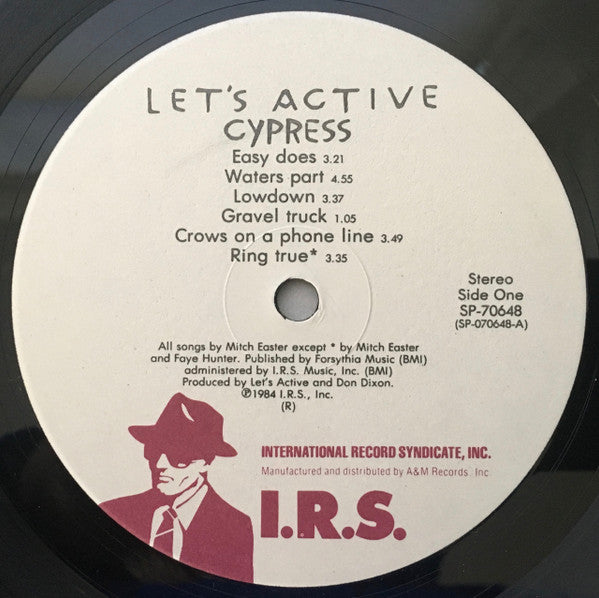 LET'S ACTIVE
CYPRESS
Easy does 3.21
Waters part 4.55
Lowdown 3.37
Gravel truck 1.05
Crows on a phone line 3.49
Ring true* 3.35
Stereo
Side One
SP-70648
(SP-070648-A)
All songs by Mitch Easter except * by Mitch Easter
and Faye Hunter. Published by Forsythia Music (BMI)
administered by I.R.S. Music, Inc. (BMI)
Produced by Let's Active and Don Dixon.
℗1984 I.R.S., Inc.
(R)
INTERNATIONAL RECORD SYNDICATE, INC.
Manufactured and distributed by A&M Records, Inc.
I.R.S.